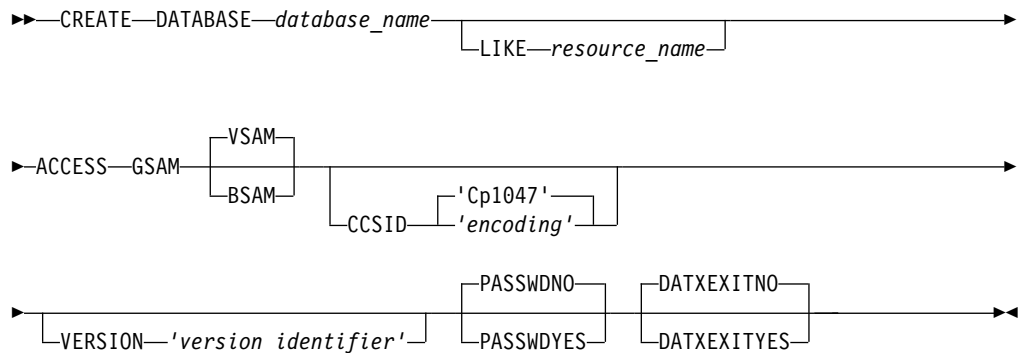 CREATE DATABASE database_name
LIKE resource_name
VSAM
ACCESS GSAM
BSAM
'Cp1047'
CCSID 'encoding'
PASSWDNO DATXEXITNO
VERSION 'version identifier' PASSWDYES DATXEXITYES